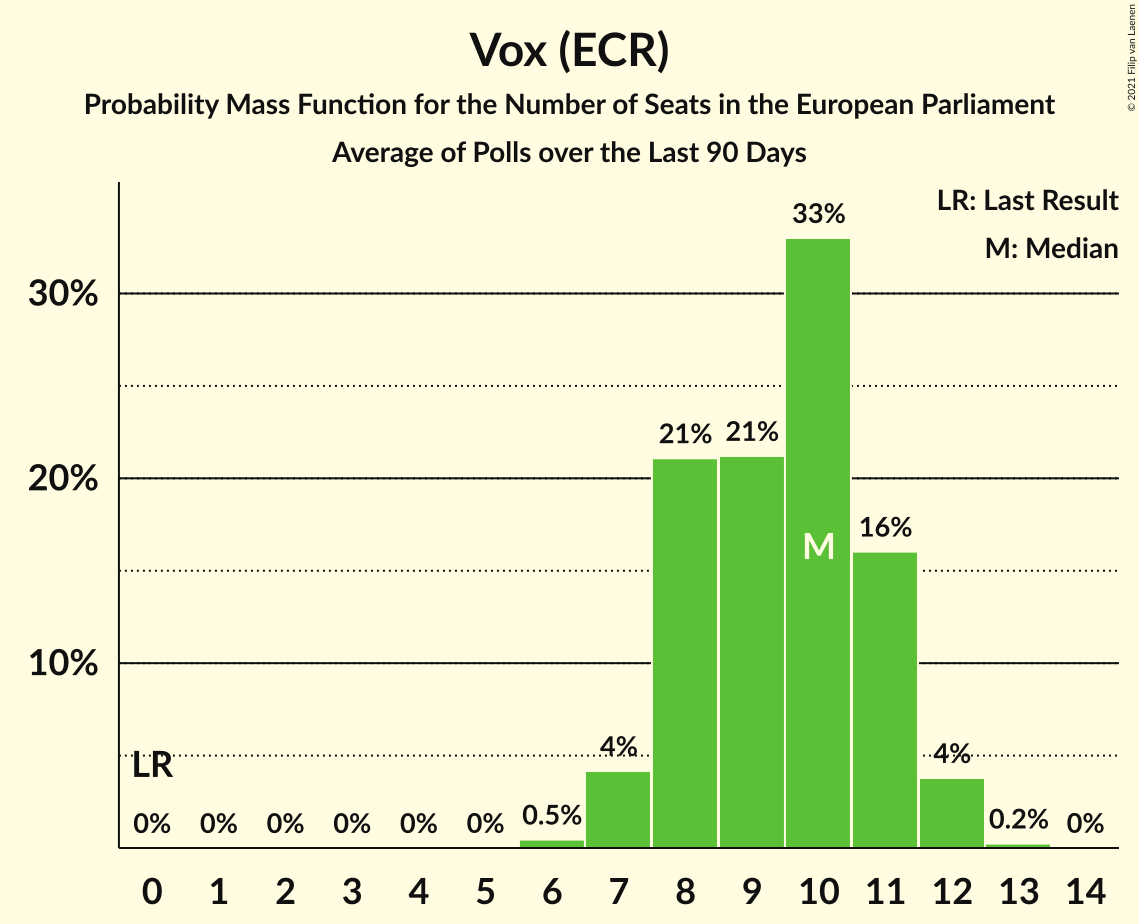 Vox (ECR)
Probability Mass Function for the Number of Seats in the European Parliament
Average of Polls over the Last 90 Days
© 2021 Filip van Laenen
LR: Last Result
M: Median
30%
20%
10%
LR
0%
0%
0%
0%
0%
0%
0.5%
4%
21%
21%
33%
M
16%
4%
0.2%
0%
0 1 2 3 4 5 6 7 8 9 10 11 12 13 14